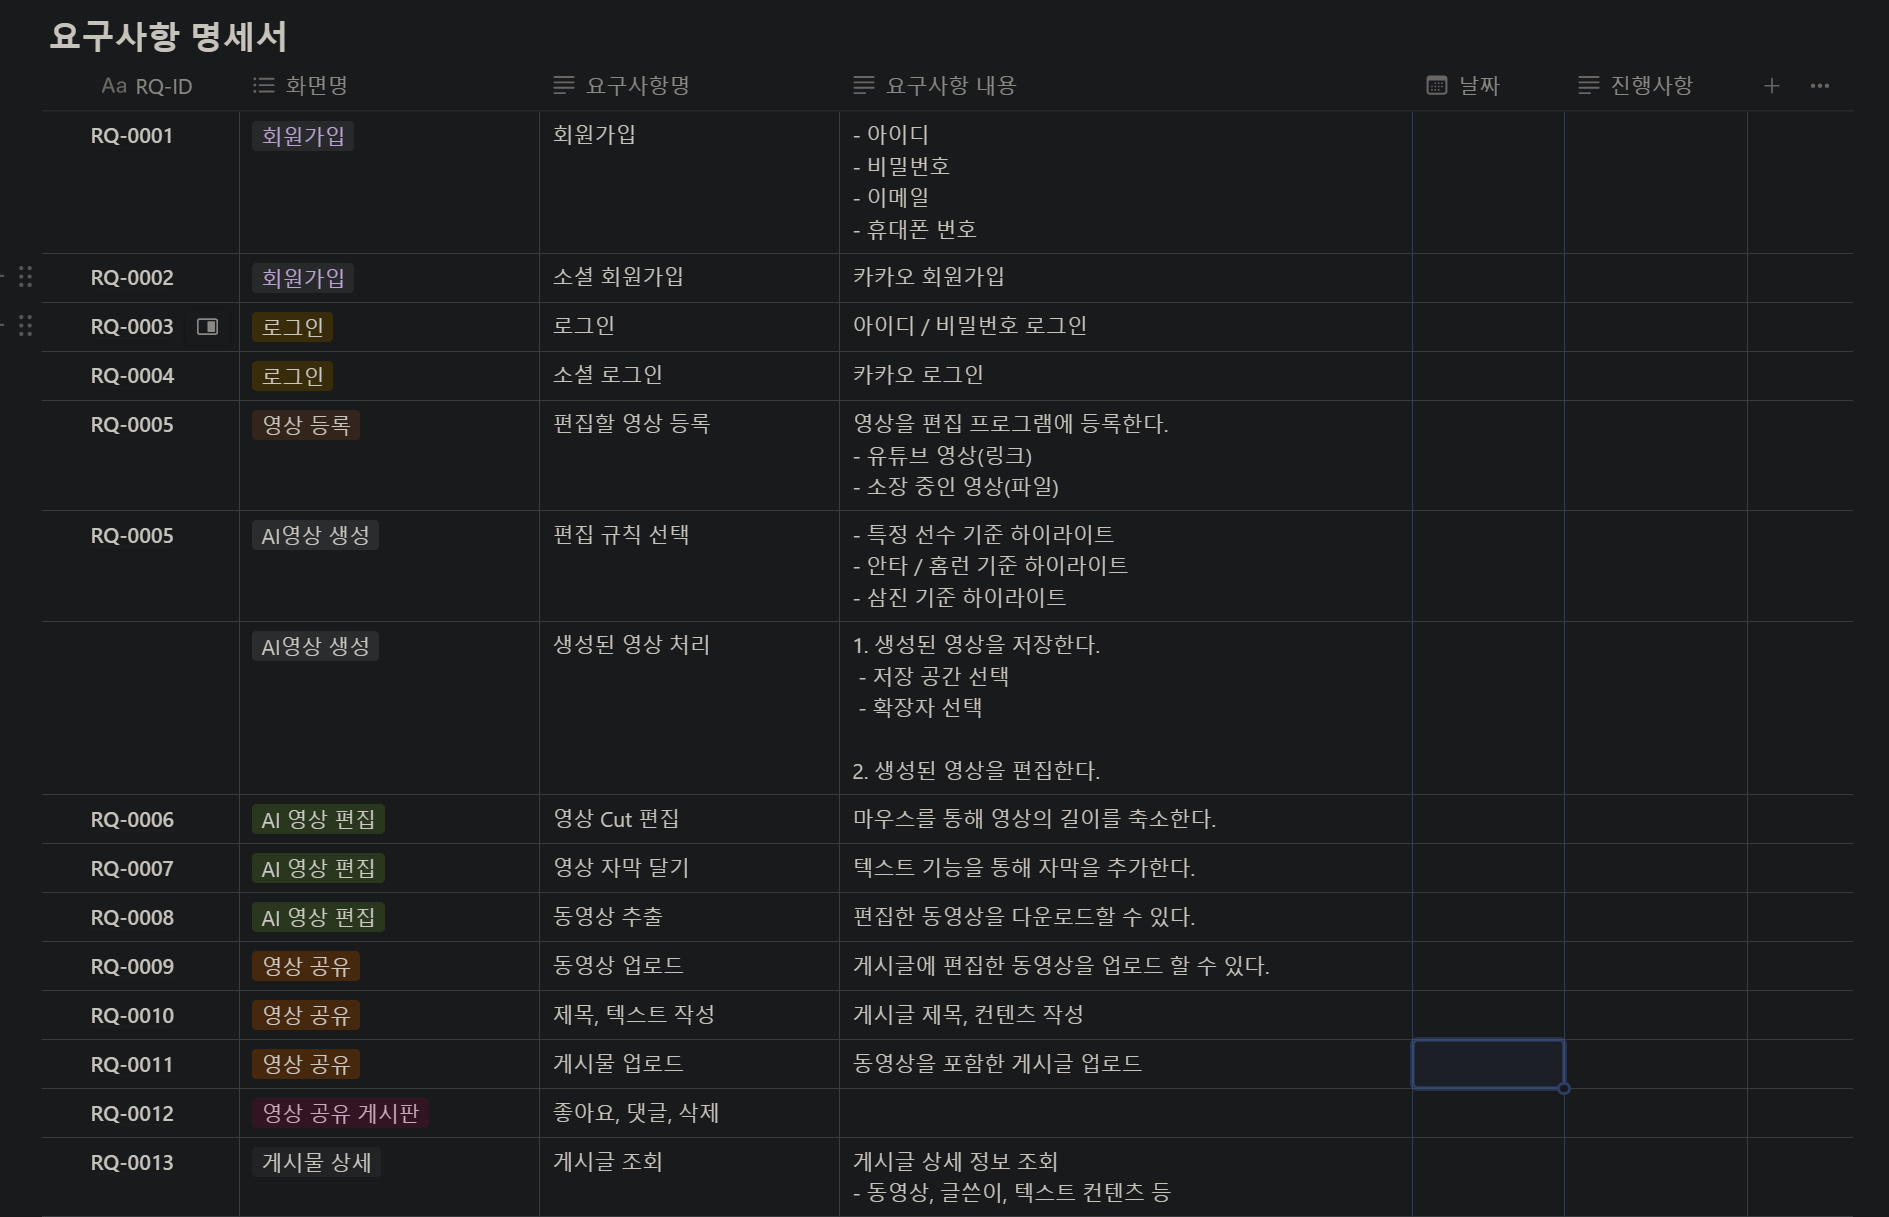 요구사항 명세서
Aa RQ-ID 화면명 요구사항명 요구사항 내용 날짜 진행사항
RQ-0001 회원가입 회원가입 - 아이디
- 비밀번호
- 이메일
- 휴대폰 번호
RQ-0002 회원가입 소셜 회원가입 카카오 회원가입
RQ-0003 로그인 로그인 아이디 / 비밀번호 로그인
RQ-0004 로그인 소셜 로그인 카카오 로그인
RQ-0005 영상 등록 편집할 영상 등록 영상을 편집 프로그램에 등록한다.
- 유튜브 영상(링크)
- 소장 중인 영상(파일)
RQ-0005 AI영상 생성 편집 규칙 선택 - 특정 선수 기준 하이라이트
- 안타 / 홈런 기준 하이라이트
- 삼진 기준 하이라이트
AI영상 생성 생성된 영상 처리 1. 생성된 영상을 저장한다.
- 저장 공간 선택
- 확장자 선택
2. 생성된 영상을 편집한다.
RQ-0006 AI 영상 편집 영상 Cut 편집 마우스를 통해 영상의 길이를 축소한다.
RQ-0007 AI 영상 편집 영상 자막 달기 텍스트 기능을 통해 자막을 추가한다.
RQ-0008 AI 영상 편집 동영상 추출 편집한 동영상을 다운로드할 수 있다.
RQ-0009 영상 공유 동영상 업로드 게시글에 편집한 동영상을 업로드 할 수 있다.
RQ-0010 영상 공유 제목, 텍스트 작성 게시글 제목, 컨텐츠 작성
RQ-0011 영상 공유 게시물 업로드 동영상을 포함한 게시글 업로드
RQ-0012 영상 공유 게시판 좋아요, 댓글, 삭제
RQ-0013 게시물 상세 게시글 조회 게시글 상세 정보 조회
- 동영상, 글쓴이, 텍스트 컨텐츠 등